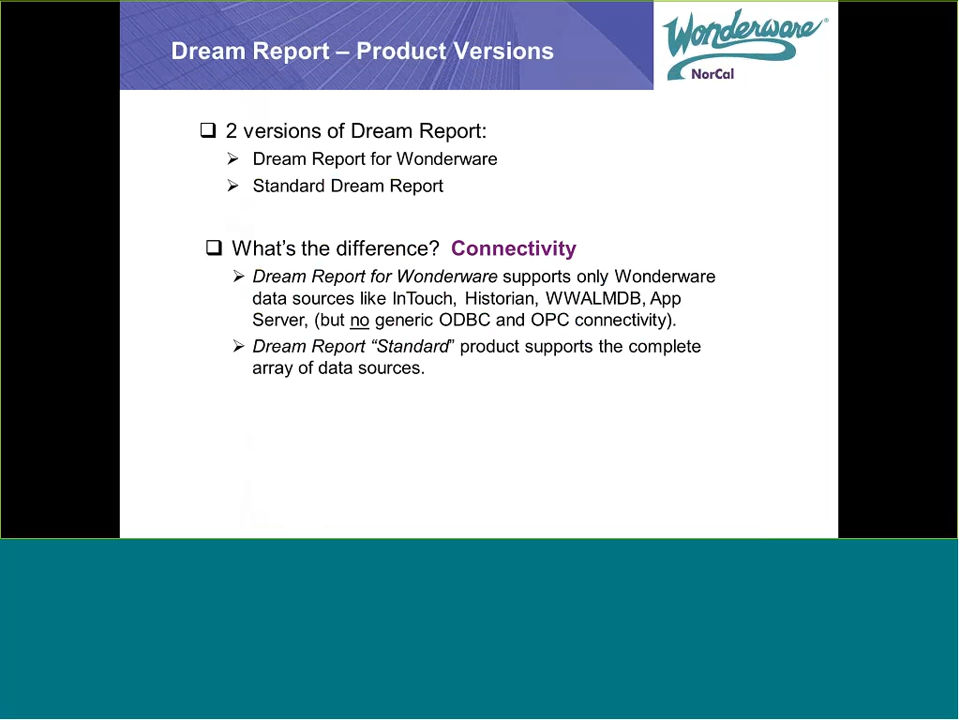 Dream Report – Product Versions
Wonderware®
NorCal
2 versions of Dream Report:
Dream Report for Wonderware
Standard Dream Report
What's the difference? Connectivity
Dream Report for Wonderware supports only Wonderware
data sources like InTouch, Historian, WWALMDB, App
Server, (but no generic ODBC and OPC connectivity).
Dream Report “Standard” product supports the complete
array of data sources.